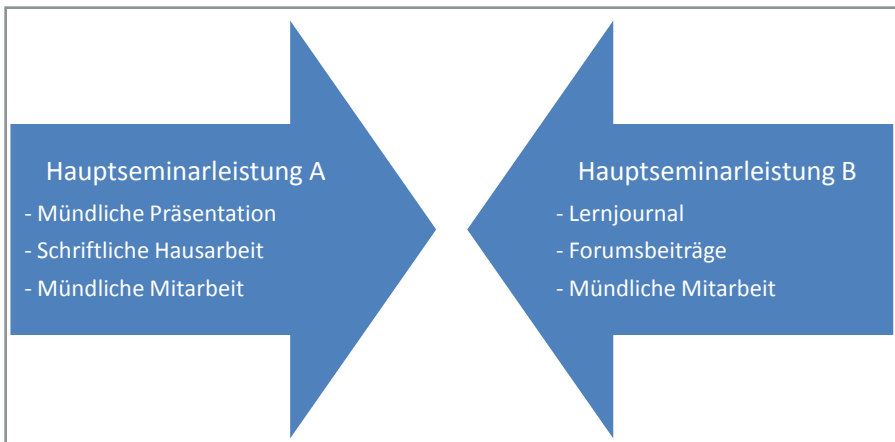 Hauptseminarleistung A
- Mündliche Präsentation
- Schriftliche Hausarbeit
- Mündliche Mitarbeit
Hauptseminarleistung B
- Lernjournal
- Forumsbeiträge
- Mündliche Mitarbeit